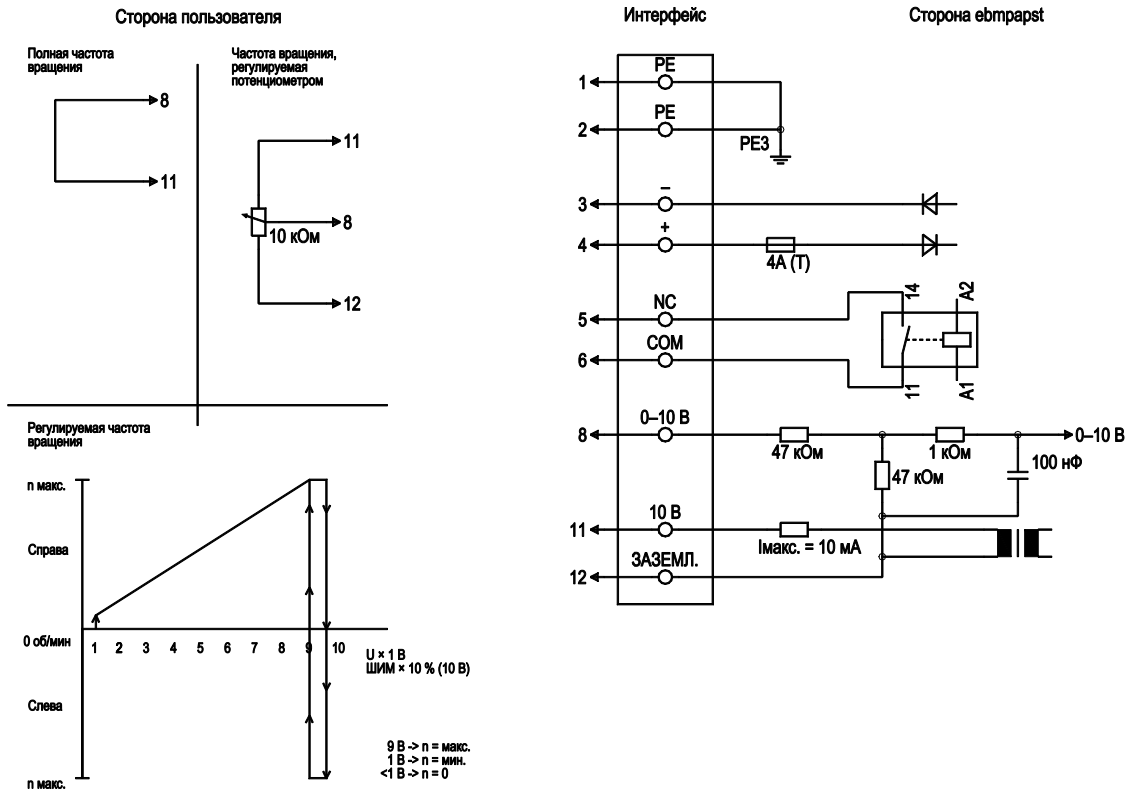 Сторона пользователя
Полная частота
вращения
8
11
Частота вращения,
регулируемая
потенциометром
11
8
10 кОм
12
Регулируемая частота
вращения
n макс.
Справа
0 об/мин
1 2 3 4 5 6 7 8 9 10
U × 1 В
ШИМ × 10 % (10 В)
Слева
9 В -> n = макс.
1 В -> n = мин.
<1 В -> n = 0
n макс.
Интерфейс
Сторона ebmpapst
1
PE
2
PE
PE3
3
–
4
+
4A (T)
5
NC
14
A2
6
COM
11
A1
8
0–10 В
47 кОм
1 кОм
0–10 В
47 кОм
100 нФ
11
10 В
Iмакс. = 10 мА
12
ЗАЗЕМЛ.